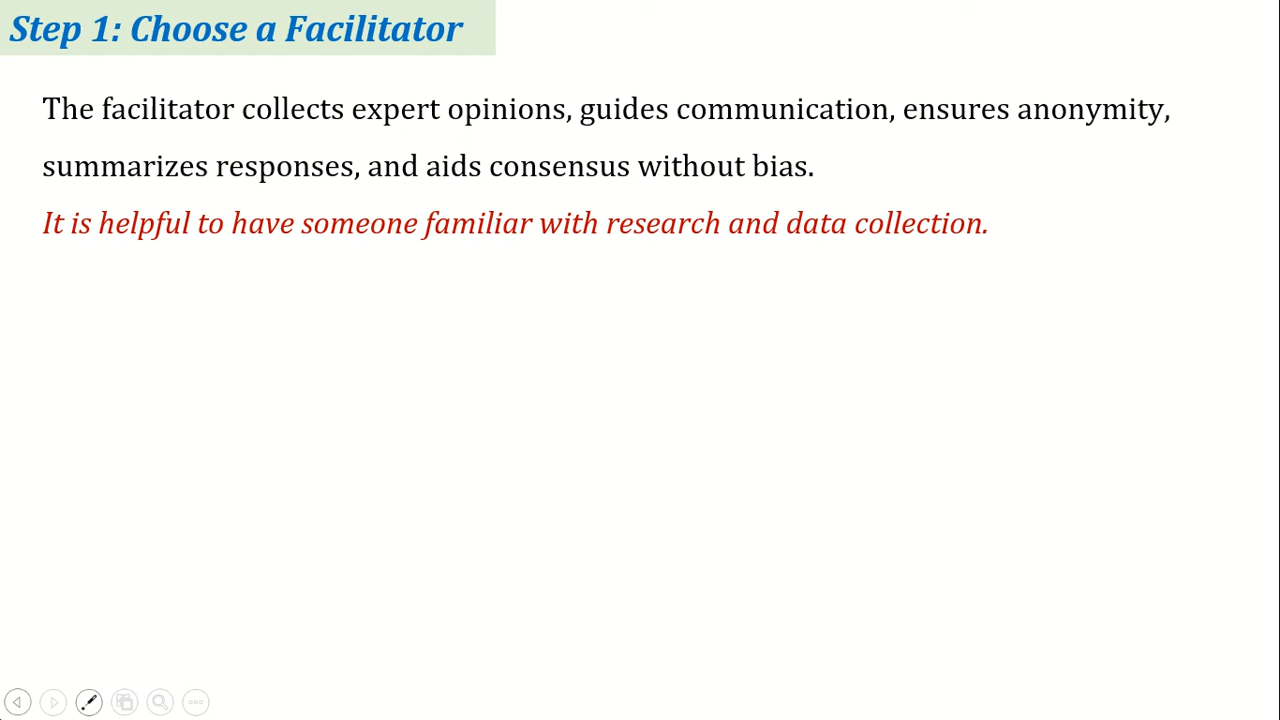 Step 1: Choose a Facilitator
The facilitator collects expert opinions, guides communication, ensures anonymity,
summarizes responses, and aids consensus without bias.
It is helpful to have someone familiar with research and data collection.